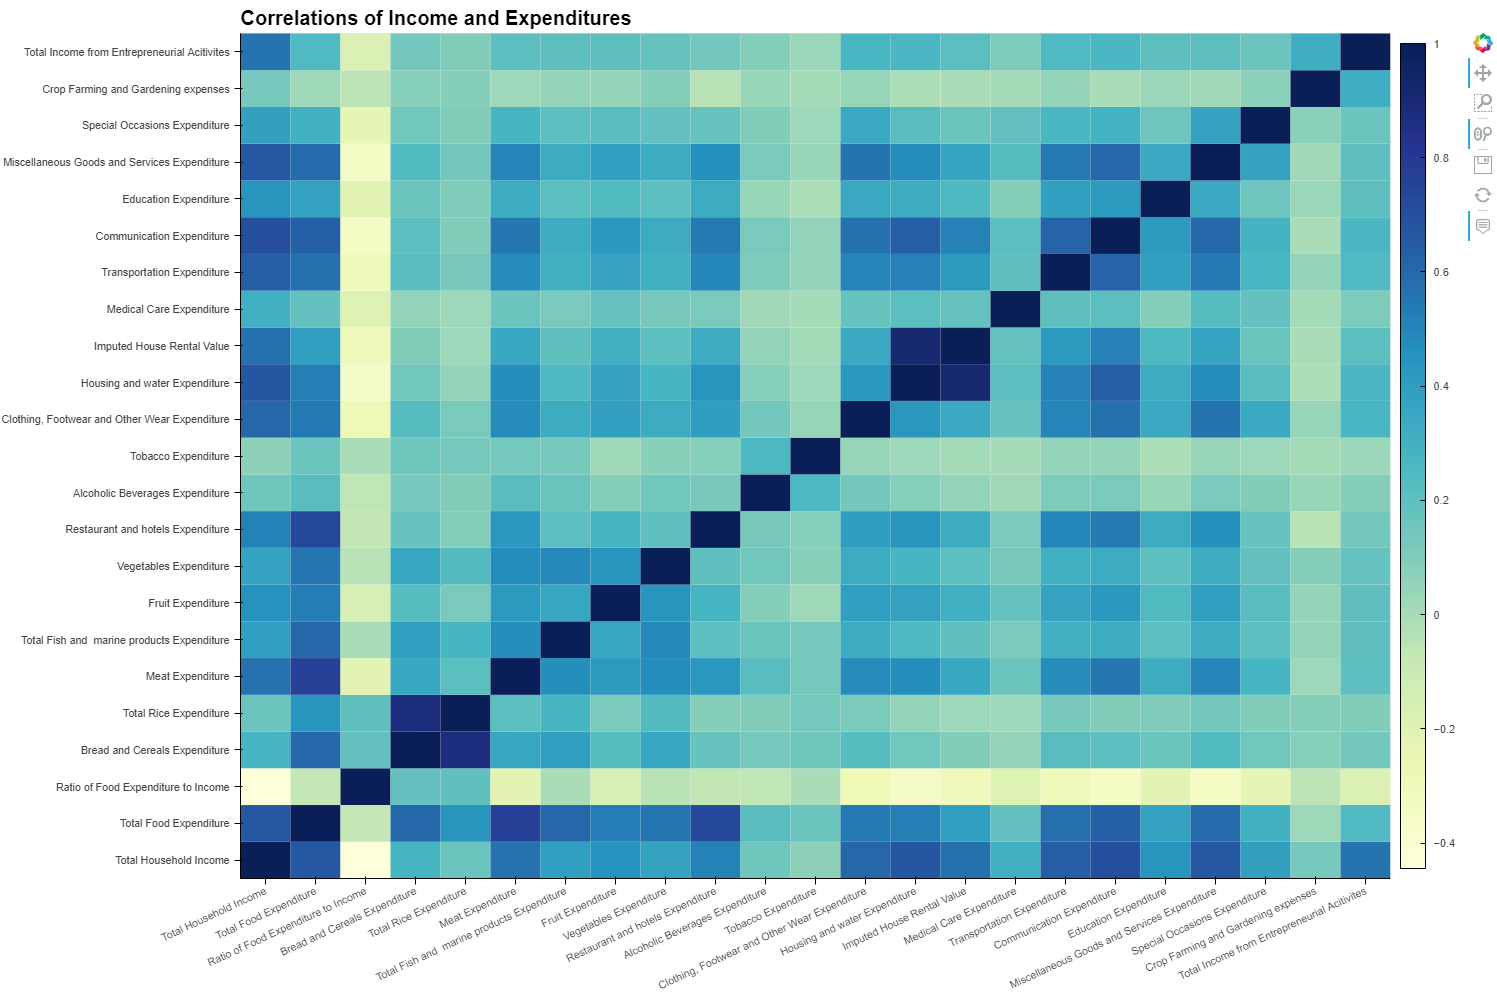 Correlations of Income and Expenditures
Total Income from Entrepreneurial Acitivites
Crop Farming and Gardening expenses
Special Occasions Expenditure
Miscellaneous Goods and Services Expenditure
Education Expenditure
Communication Expenditure
Transportation Expenditure
Medical Care Expenditure
Imputed House Rental Value
Housing and water Expenditure
Clothing, Footwear and Other Wear Expenditure
Tobacco Expenditure
Alcoholic Beverages Expenditure
Restaurant and hotels Expenditure
Vegetables Expenditure
Fruit Expenditure
Total Fish and  marine products Expenditure
Meat Expenditure
Total Rice Expenditure
Bread and Cereals Expenditure
Ratio of Food Expenditure to Income
Total Food Expenditure
Total Household Income
Total Household Income
Total Food Expenditure
Ratio of Food Expenditure to Income
Bread and Cereals Expenditure
Total Rice Expenditure
Meat Expenditure
Total Fish and  marine products Expenditure
Fruit Expenditure
Vegetables Expenditure
Restaurant and hotels Expenditure
Alcoholic Beverages Expenditure
Tobacco Expenditure
Clothing, Footwear and Other Wear Expenditure
Housing and water Expenditure
Imputed House Rental Value
Medical Care Expenditure
Transportation Expenditure
Communication Expenditure
Education Expenditure
Miscellaneous Goods and Services Expenditure
Special Occasions Expenditure
Crop Farming and Gardening expenses
Total Income from Entrepreneurial Acitivites
1
0.8
0.6
0.4
0.2
0
−0.2
−0.4